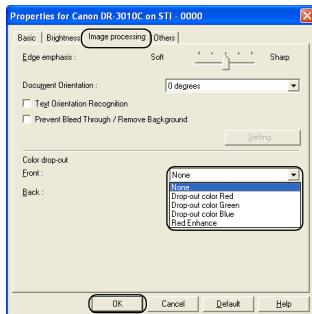 Properties for Canon DR-3010C on STI - 0000
Basic Brightness Image processing Others
Edge emphasis: Soft Sharp
Document Orientation : 0 degrees
Text Orientation Recognition
Prevent Bleed Through / Remove Background
Setting...
Color drop-out
Front : None
None
Back :
Drop-out color Red
Drop-out color Green
Drop-out color Blue
Red Enhance
OK Cancel Default Help